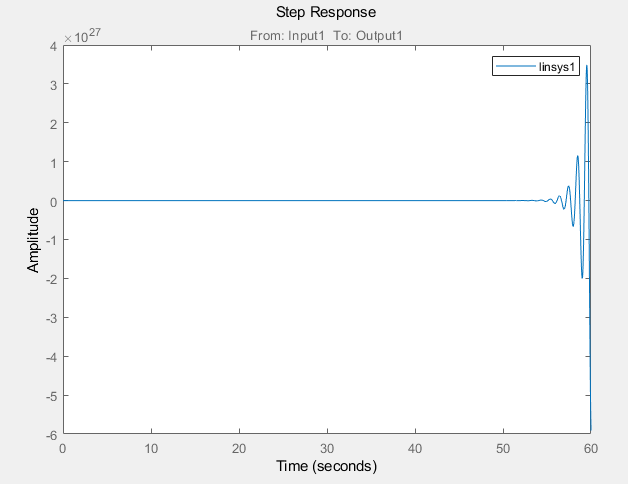 Step Response
From: Input1 To: Output1
×10^27
linsys1
4
3
2
1
0
-1
-2
-3
-4
-5
-6
Amplitude
0 10 20 30 40 50 60
Time (seconds)